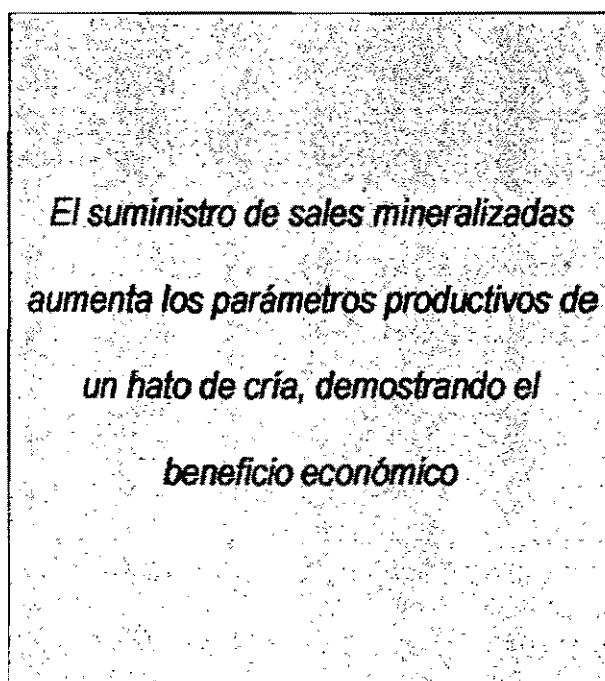 El suministro de sales mineralizadas
aumenta los parámetros productivos de
un hato de cría, demostrando el
beneficio económico